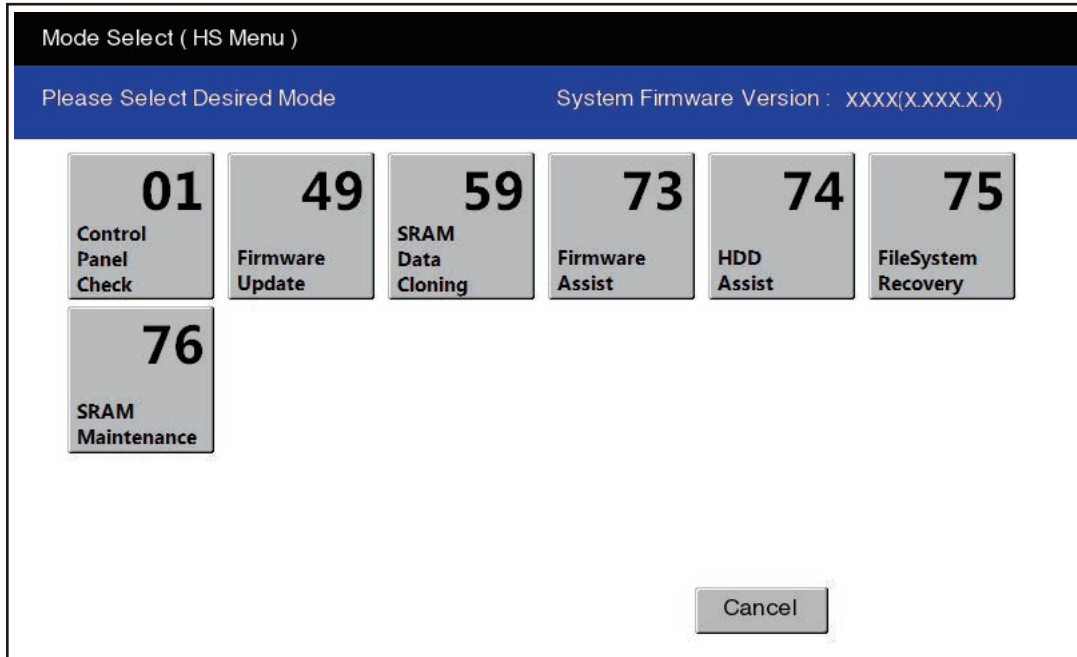 Mode Select ( HS Menu )
Please Select Desired Mode
System Firmware Version : XXXX(X.XXX.X.X)
01
Control
Panel
Check
49
Firmware
Update
59
SRAM
Data
Cloning
73
Firmware
Assist
74
HDD
Assist
75
FileSystem
Recovery
76
SRAM
Maintenance
Cancel